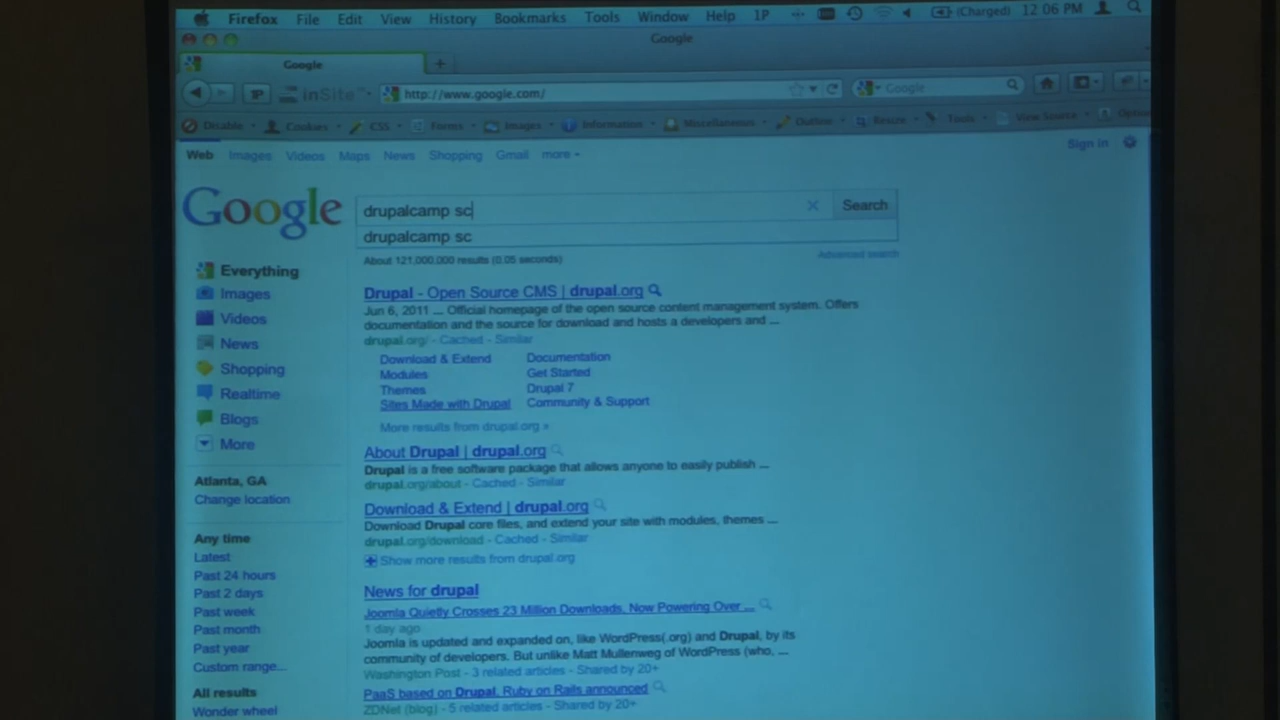 Firefox File Edit View History Bookmarks Tools Window Help 1P (Charged) 12:06 PM
Google
Google +
1P inSite http://www.google.com/ Google
Disable Cookies CSS Forms Images Information Miscellaneous Outline Resize Tools View Source
Web Images Videos Maps News Shopping Gmail more Sign in
Google drupalcamp sc × Search
drupalcamp sc
About 121,000,000 results (0.05 seconds) Advanced search
Everything
Images
Videos
News
Shopping
Realtime
Blogs
More
Atlanta, GA
Change location
Any time
Latest
Past 24 hours
Past 2 days
Past week
Past month
Past year
Custom range...
All results
Wonder wheel
Drupal - Open Source CMS | drupal.org
Jun 6, 2011 ... Official homepage of the open source content management system. Offers
documentation and the source for download and hosts a developers and ...
drupal.org/ - Cached - Similar
Download & Extend Documentation
Modules Get Started
Themes Drupal 7
Sites Made with Drupal Community & Support
More results from drupal.org »
About Drupal | drupal.org
Drupal is a free software package that allows anyone to easily publish ...
drupal.org/about - Cached - Similar
Download & Extend | drupal.org
Download Drupal core files, and extend your site with modules, themes ...
drupal.org/download - Cached - Similar
Show more results from drupal.org
News for drupal
Joomla Quietly Crosses 23 Million Downloads, Now Powering Over ...
1 day ago
Joomla is updated and expanded on, like WordPress(.org) and Drupal, by its
community of developers. But unlike Matt Mullenweg of WordPress (who, ...
Washington Post - 3 related articles - Shared by 20+
PaaS based on Drupal, Ruby on Rails announced
ZDNet (blog) - 5 related articles - Shared by 20+